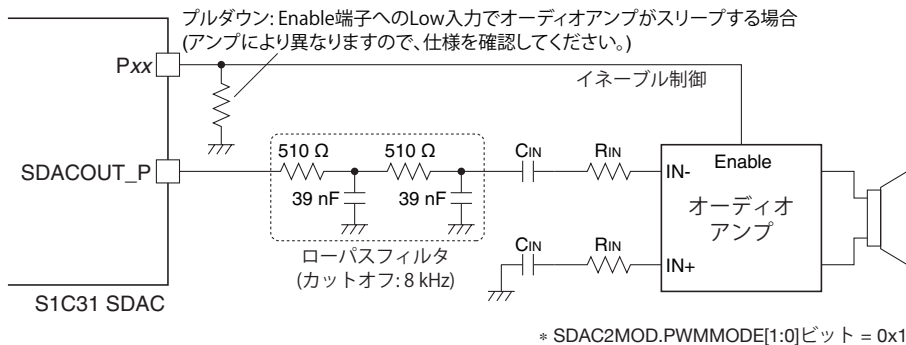 プルダウン: Enable端子へのLow入力でオーディオアンプがスリープする場合
(アンプにより異なりますので、仕様を確認してください。)
Pxx
イネーブル制御
SDACOUT_P
510 Ω
510 Ω
39 nF
39 nF
ローパスフィルタ
(カットオフ: 8 kHz)
CIN
RIN
IN-
Enable
オーディオ
アンプ
CIN
RIN
IN+
S1C31 SDAC
* SDAC2MOD.PWMMODE[1:0]ビット = 0x1